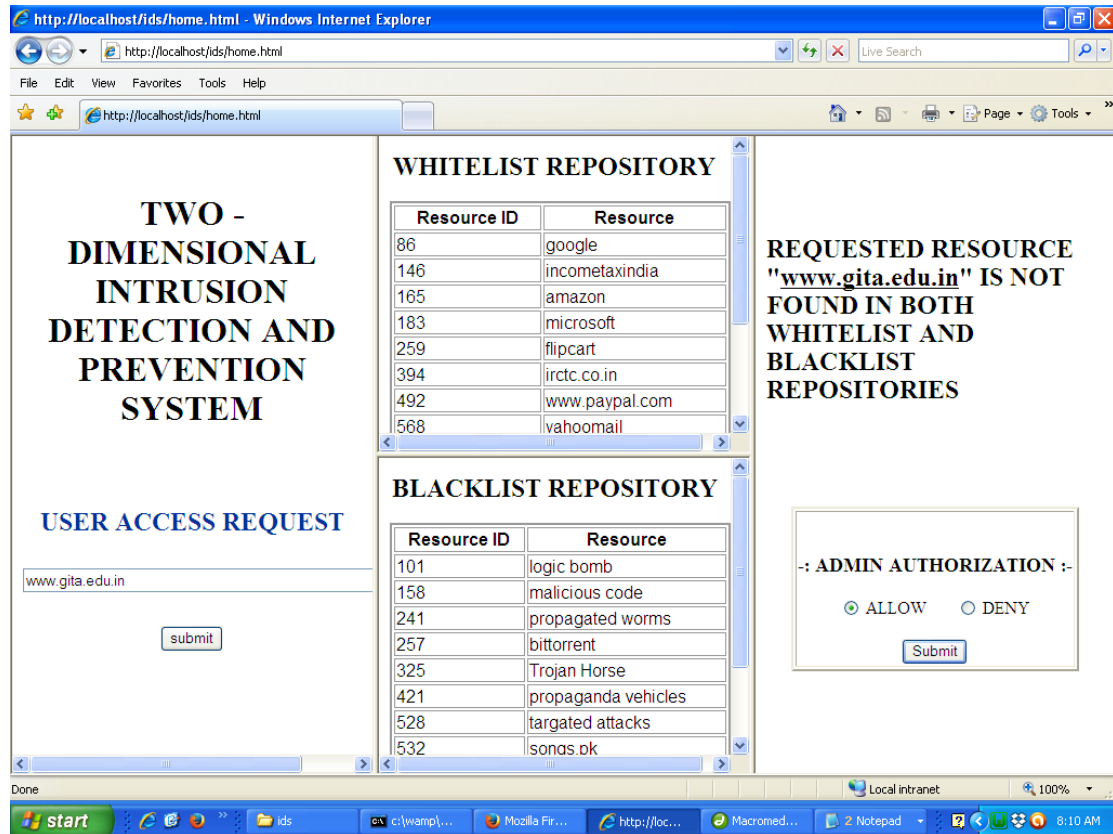 http://localhost/ids/home.html - Windows Internet Explorer
http://localhost/ids/home.html
Live Search
File Edit View Favorites Tools Help
http://localhost/ids/home.html
Page Tools
TWO -
DIMENSIONAL
INTRUSION
DETECTION AND
PREVENTION
SYSTEM
USER ACCESS REQUEST
www.gita.edu.in
submit
WHITELIST REPOSITORY
Resource ID Resource
86 google
146 incometaxindia
165 amazon
183 microsoft
259 flipcart
394 irctc.co.in
492 www.paypal.com
568 yahoomail
BLACKLIST REPOSITORY
Resource ID Resource
101 logic bomb
158 malicious code
241 propagated worms
257 bittorrent
325 Trojan Horse
421 propaganda vehicles
528 targated attacks
532 songs.pk
REQUESTED RESOURCE
"www.gita.edu.in" IS NOT
FOUND IN BOTH
WHITELIST AND
BLACKLIST
REPOSITORIES
-: ADMIN AUTHORIZATION :-
ALLOW DENY
Submit
Done
Local intranet
100%
start
ids
c:\wamp\...
Mozilla Fir...
http://loc...
Macromed...
2 Notepad
8:10 AM